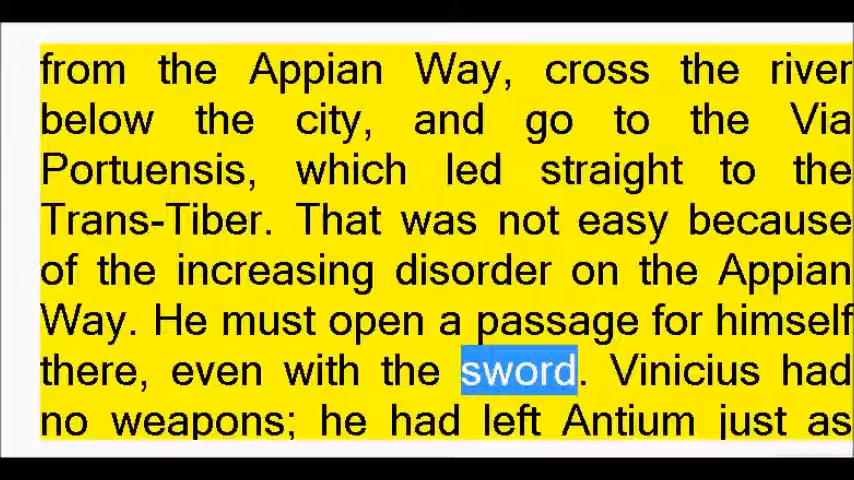 from the Appian Way, cross the river
below the city, and go to the Via
Portuensis, which led straight to the
Trans-Tiber. That was not easy because
of the increasing disorder on the Appian
Way. He must open a passage for himself
there, even with the sword. Vinicius had
no weapons; he had left Antium just as